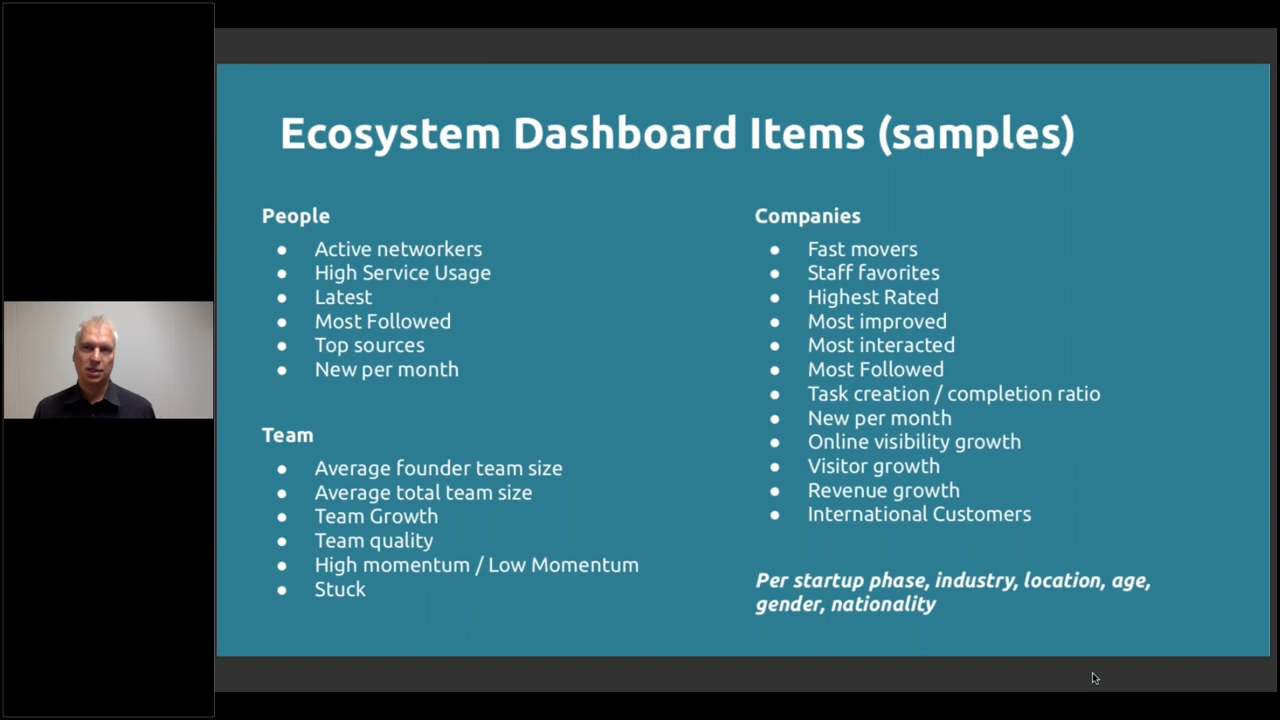 Ecosystem Dashboard Items (samples)
People
● Active networkers
● High Service Usage
● Latest
● Most Followed
● Top sources
● New per month
Team
● Average founder team size
● Average total team size
● Team Growth
● Team quality
● High momentum / Low Momentum
● Stuck
Companies
● Fast movers
● Staff favorites
● Highest Rated
● Most improved
● Most interacted
● Most Followed
● Task creation / completion ratio
● New per month
● Online visibility growth
● Visitor growth
● Revenue growth
● International Customers
Per startup phase, industry, location, age,
gender, nationality